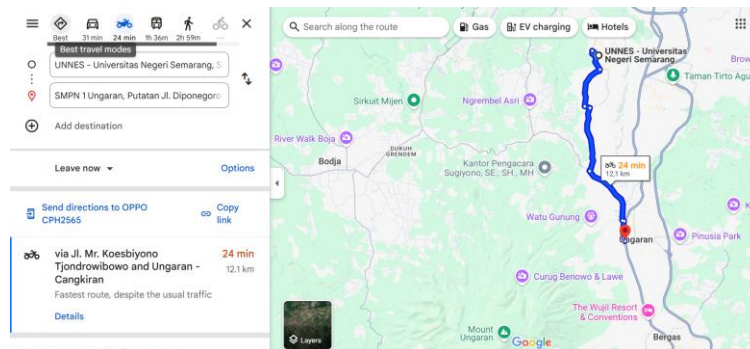 Best
31 min
24 min
1h 36m
2h 59m
Best travel modes
UNNES - Universitas Negeri Semarang, S
SMPN 1 Ungaran, Putatan Jl. Diponegoro
Add destination
Leave now
Options
Send directions to OPPO
CPH2565
Copy
link
via Jl. Mr. Koesbiyono
Tjondrowibowo and Ungaran -
Cangkiran
24 min
12.1 km
Fastest route, despite the usual traffic
Details
Search along the route
Gas
EV charging
Hotels
UNNES - Universitas
Negeri Semarang
Brow
Taman Tirto Agu
Sirkuit Mijen
Ngrembel Asri
River Walk Boja
DUKUH
GRENDEM
Bodja
Kantor Pengacara
Sugiyono, SE., SH., MH
24 min
12,1 km
Watu Gunung
Ungaran
K
Pinusia Park
Curug Benowo & Lawe
The Wujil Resort
& Conventions
Mount
Ungaran
Google
Bergas
Layers